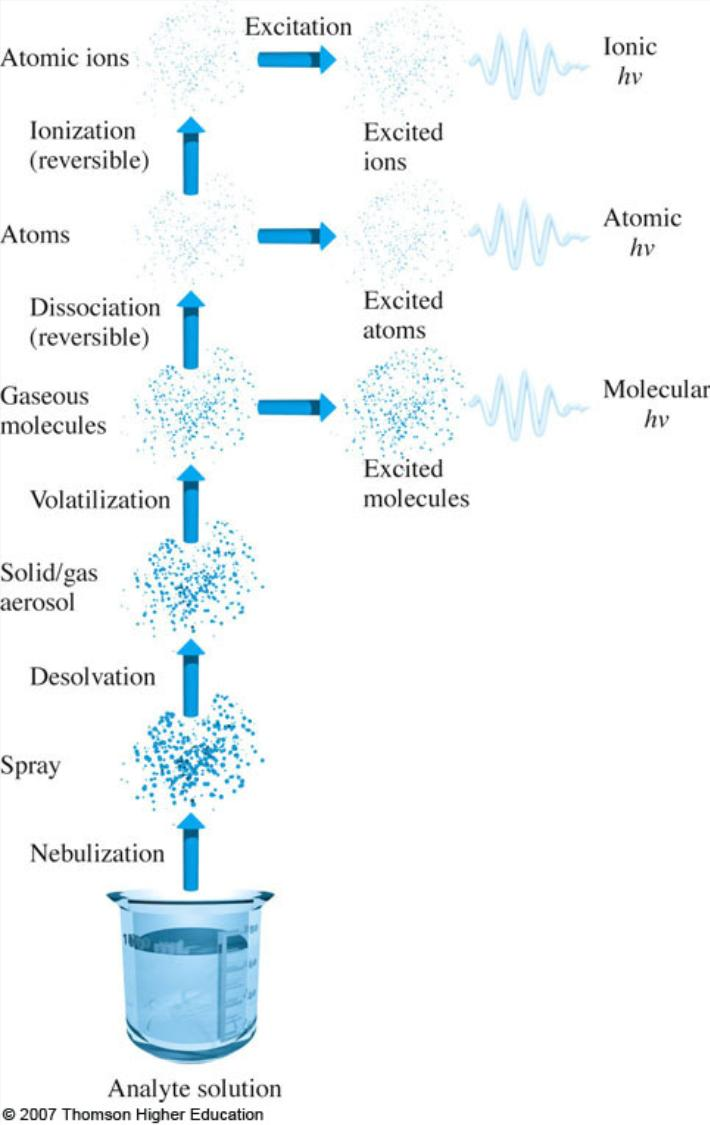 Excitation
Atomic ions
Ionic
hν
Ionization
(reversible)
Excited
ions
Atoms
Atomic
hν
Dissociation
(reversible)
Excited
atoms
Gaseous
molecules
Molecular
hν
Excited
molecules
Volatilization
Solid/gas
aerosol
Desolvation
Spray
Nebulization
Analyte solution
© 2007 Thomson Higher Education